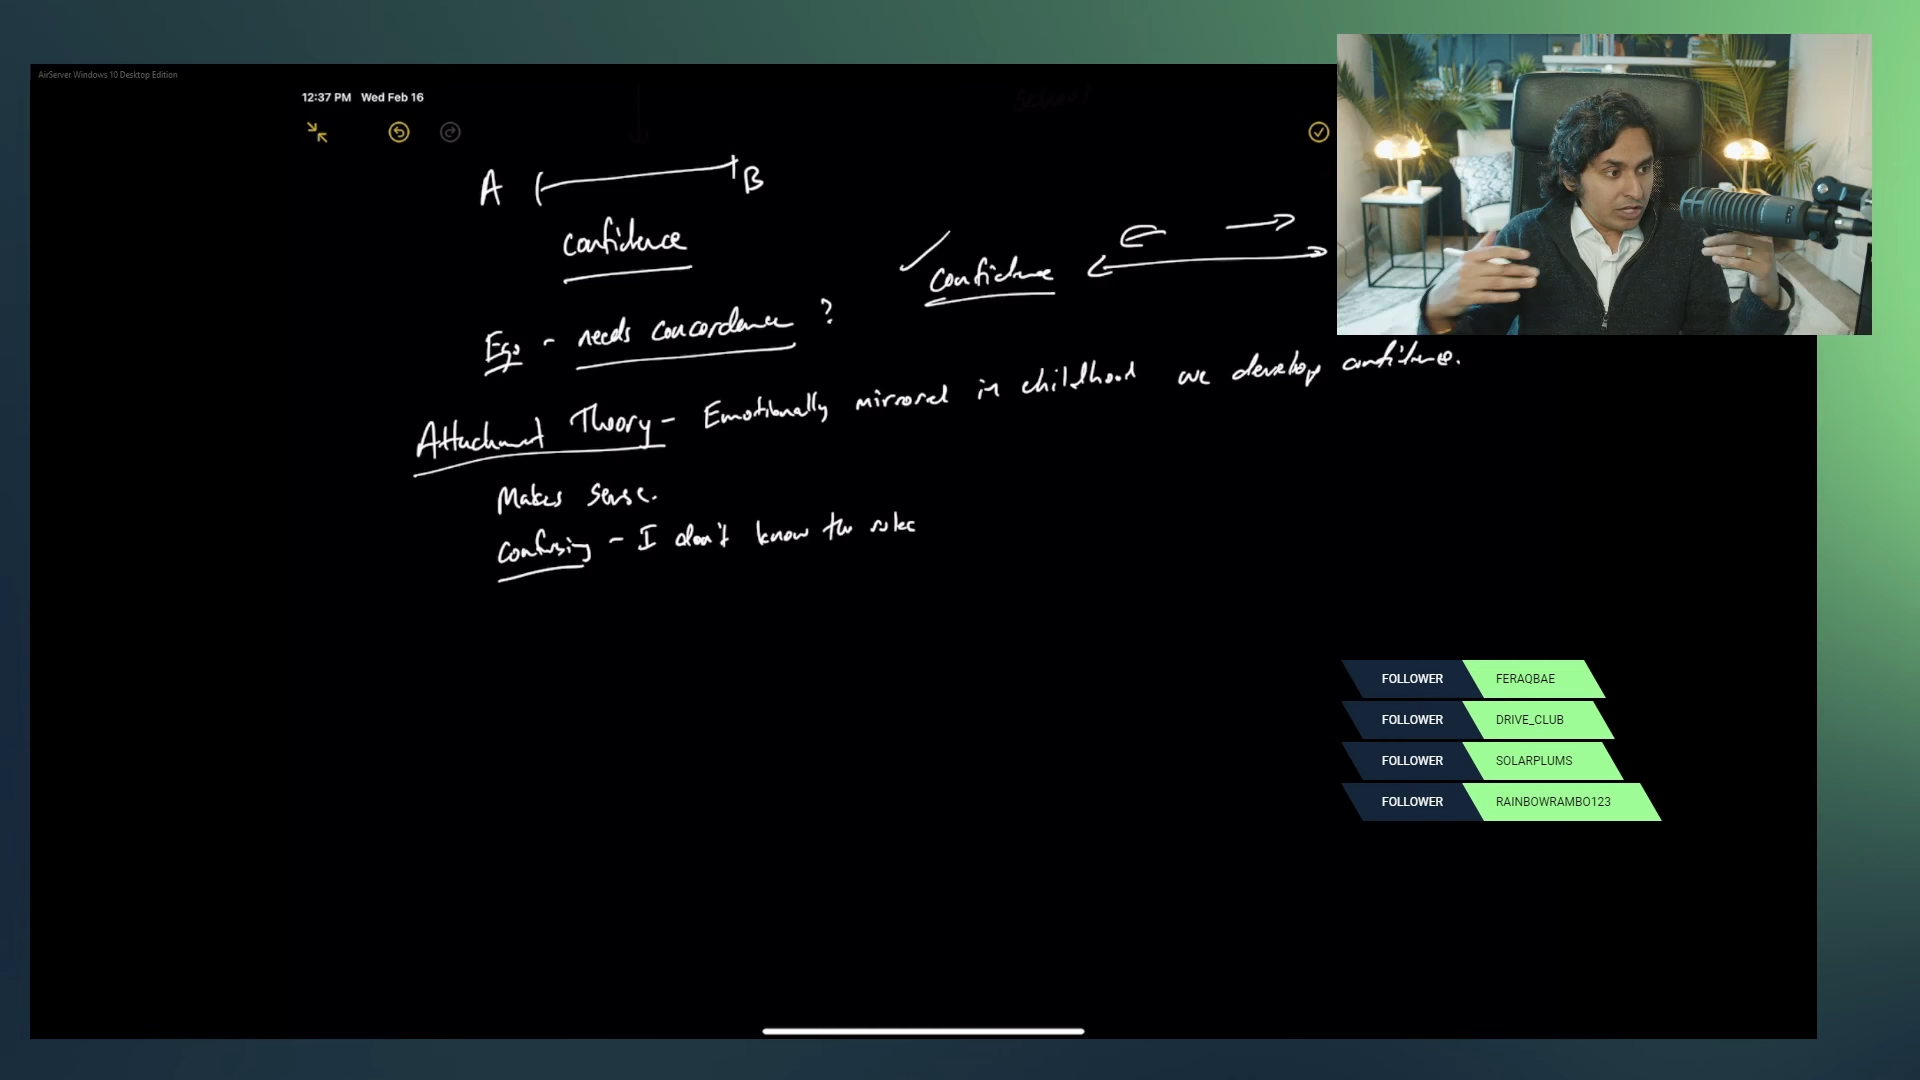 AirServer Windows 10 Desktop Edition
12:37 PM Wed Feb 16
School
A B
confidence
confidence
Ego - needs concordance ?
Attachment Theory - Emotionally mirrored in childhood we develop confidence.
Makes sense.
Confusing - I don't know the rules
FOLLOWER FERAQBAE
FOLLOWER DRIVE_CLUB
FOLLOWER SOLARPLUMS
FOLLOWER RAINBOWRAMBO123